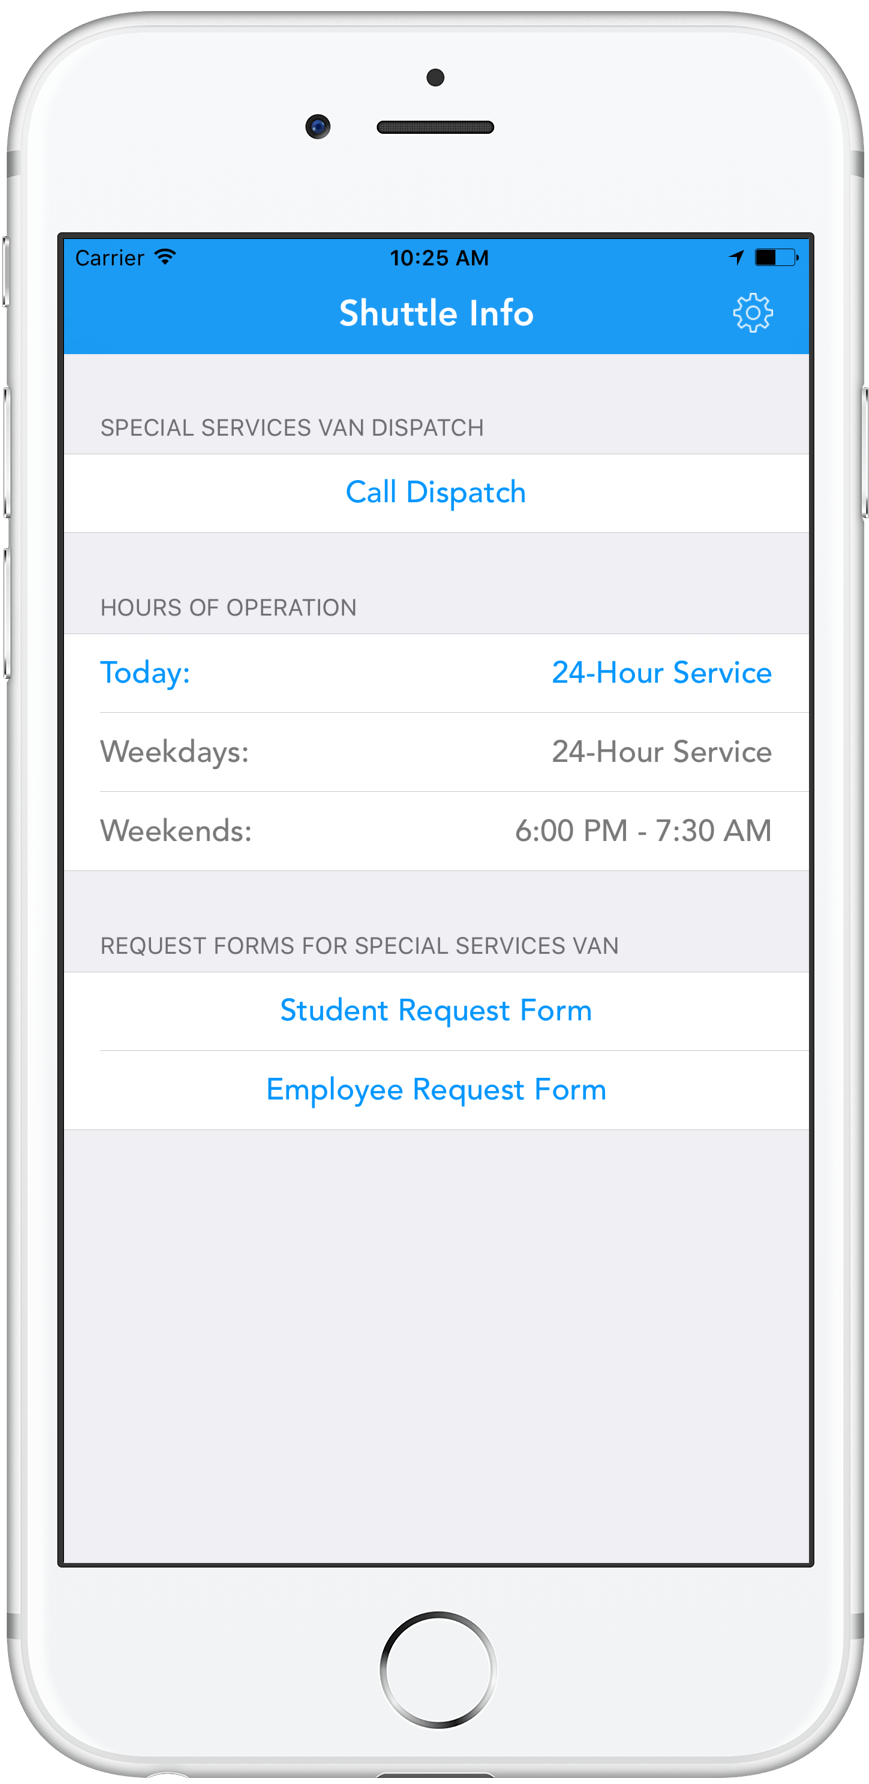 Carrier 10:25 AM
Shuttle Info
SPECIAL SERVICES VAN DISPATCH
Call Dispatch
HOURS OF OPERATION
Today: 24-Hour Service
Weekdays: 24-Hour Service
Weekends: 6:00 PM - 7:30 AM
REQUEST FORMS FOR SPECIAL SERVICES VAN
Student Request Form
Employee Request Form